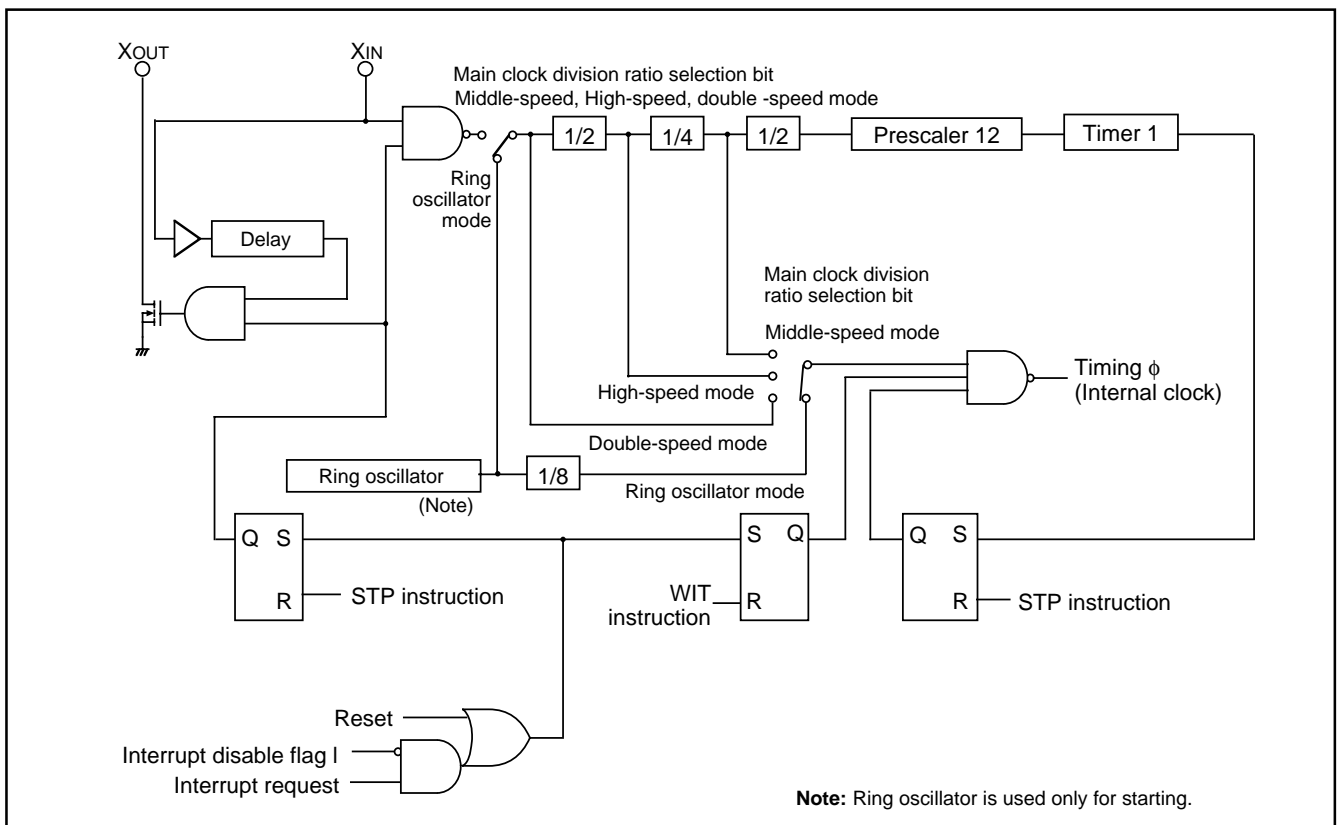 XOUT
XIN
Main clock division ratio selection bit
Middle-speed, High-speed, double -speed mode
1/2
1/4
1/2
Prescaler 12
Timer 1
Ring
oscillator
mode
Delay
Main clock division
ratio selection bit
Middle-speed mode
Timing ϕ
(Internal clock)
High-speed mode
Double-speed mode
Ring oscillator
1/8
Ring oscillator mode
(Note)
Q S
R
STP instruction
S Q
R
WIT
instruction
Q S
R
STP instruction
Reset
Interrupt disable flag I
Interrupt request
Note: Ring oscillator is used only for starting.